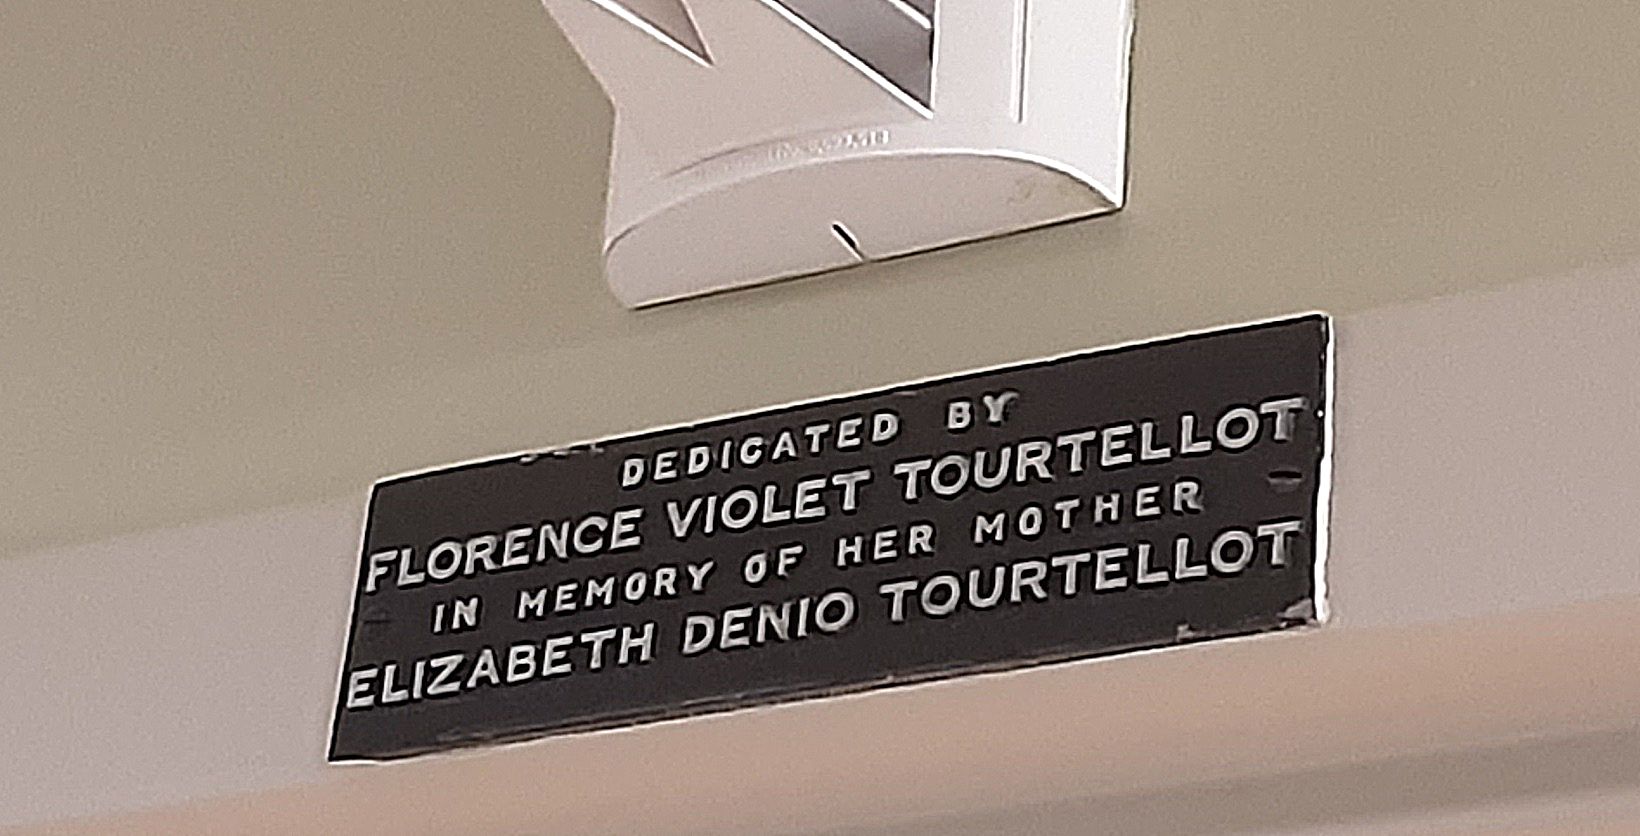 DEDICATED BY
FLORENCE VIOLET TOURTELLOT
IN MEMORY OF HER MOTHER
ELIZABETH DENIO TOURTELLOT